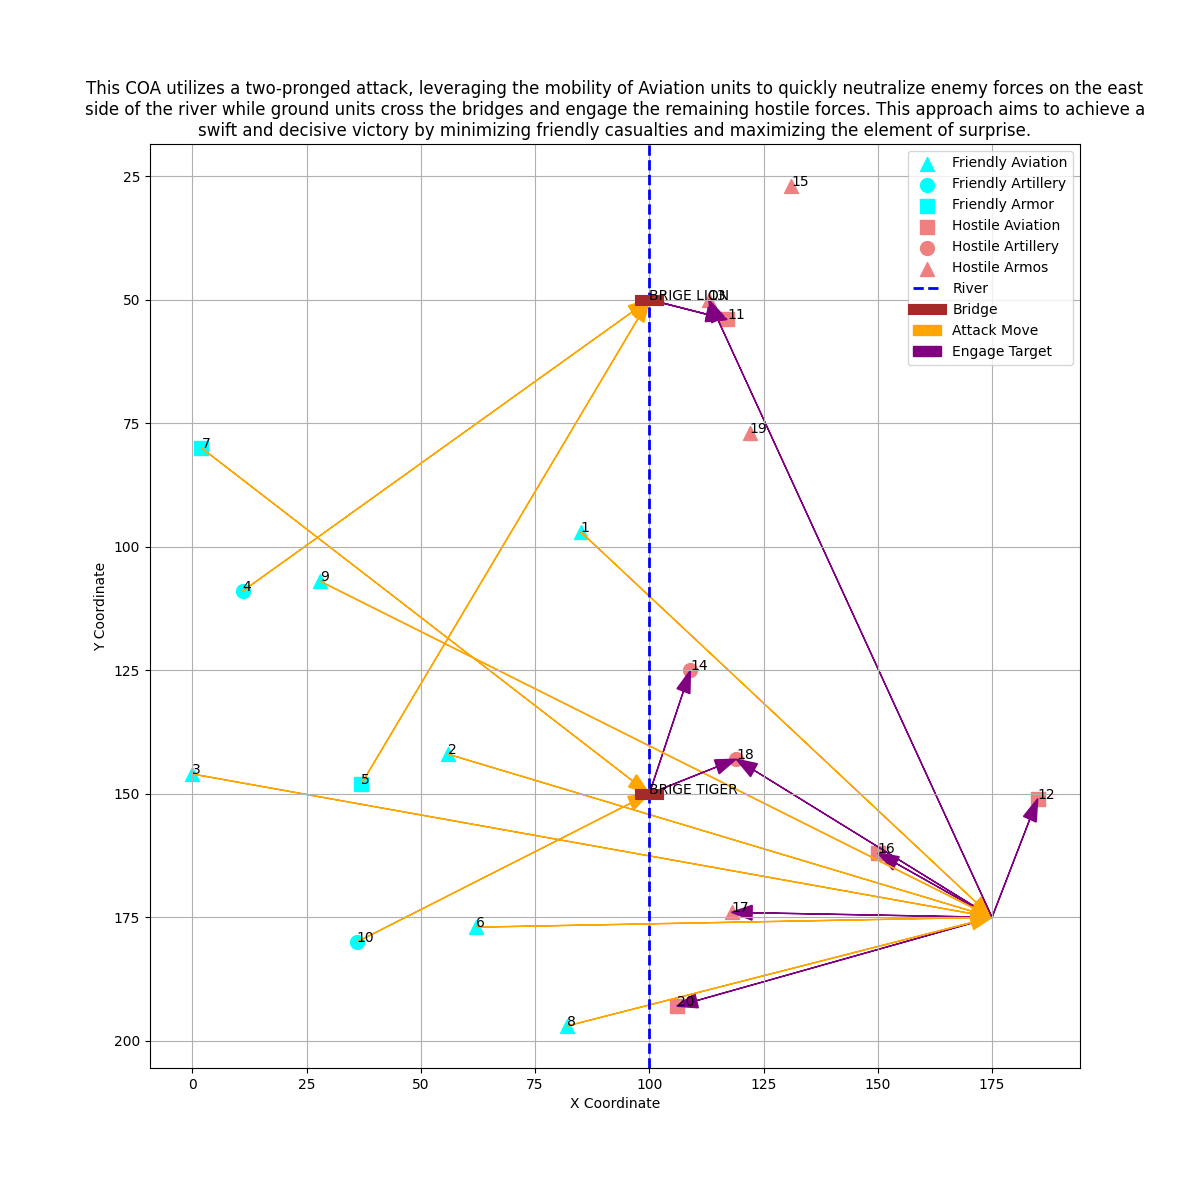 This COA utilizes a two-pronged attack, leveraging the mobility of Aviation units to quickly neutralize enemy forces on the east
side of the river while ground units cross the bridges and engage the remaining hostile forces. This approach aims to achieve a
swift and decisive victory by minimizing friendly casualties and maximizing the element of surprise.
Friendly Aviation
Friendly Artillery
Friendly Armor
Hostile Aviation
Hostile Artillery
Hostile Armos
River
Bridge
Attack Move
Engage Target
15
BRIGE LION
13
11
7
19
1
9
4
14
2
18
3
5
BRIGE TIGER
12
16
17
6
10
20
8
25
50
75
100
125
150
175
200
Y Coordinate
0
25
50
75
100
125
150
175
X Coordinate